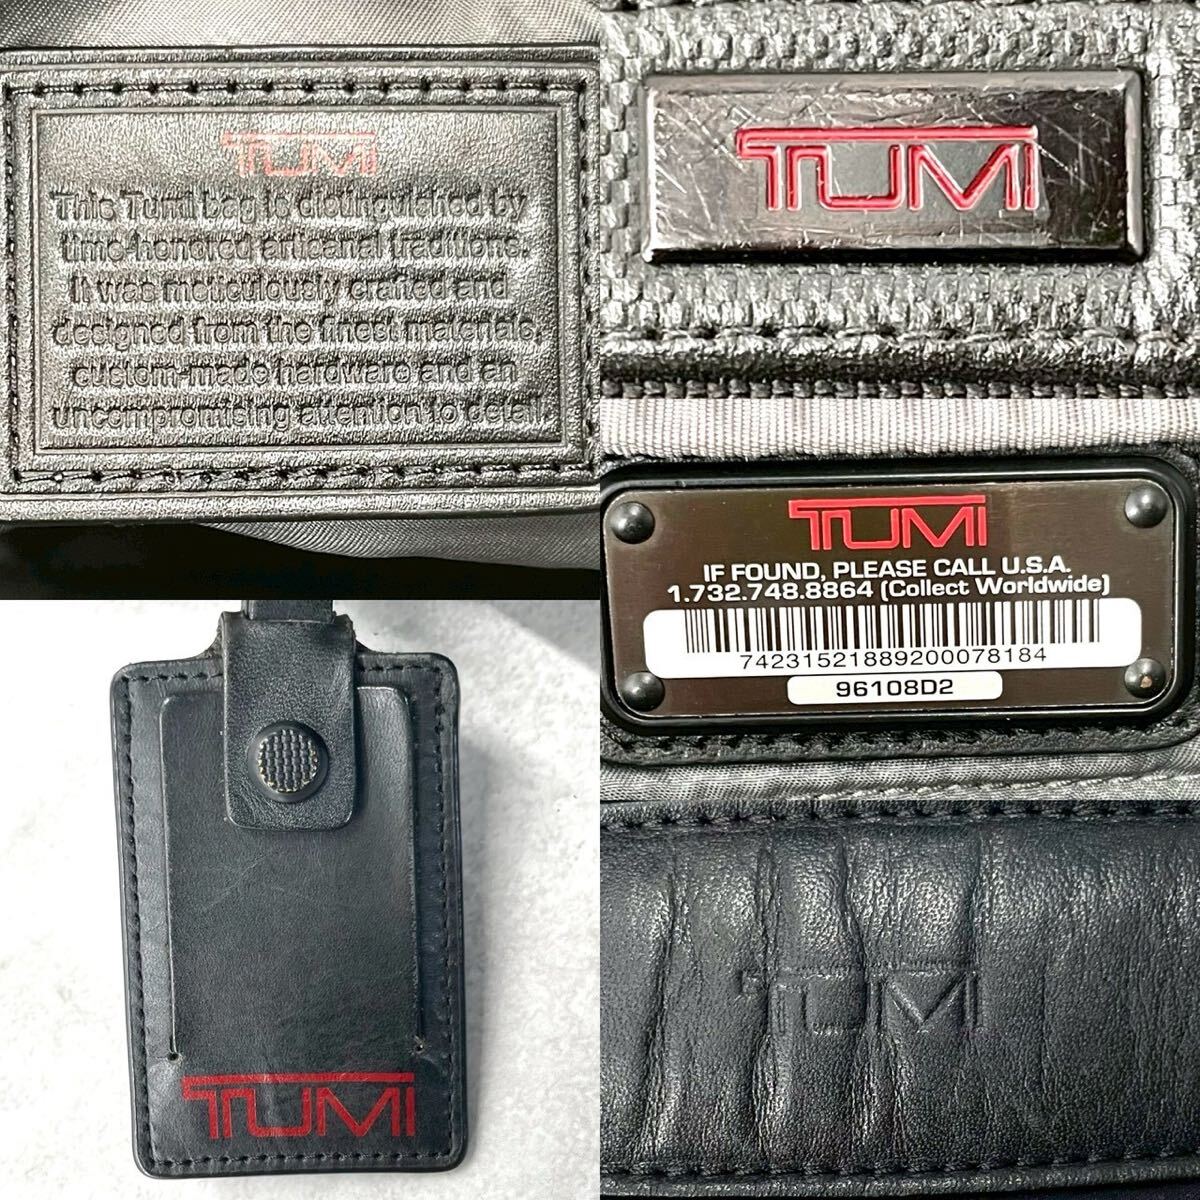 TUMI
This Tumi bag is distinguished by
time-honored artisanal traditions.
It was meticulously crafted and
designed from the finest materials,
custom-made hardware and an
uncompromising attention to detail.
TUMI
TUMI
IF FOUND, PLEASE CALL U.S.A.
1.732.748.8864 (Collect Worldwide)
74231521889200078184
96108D2
TUMI
TUMI